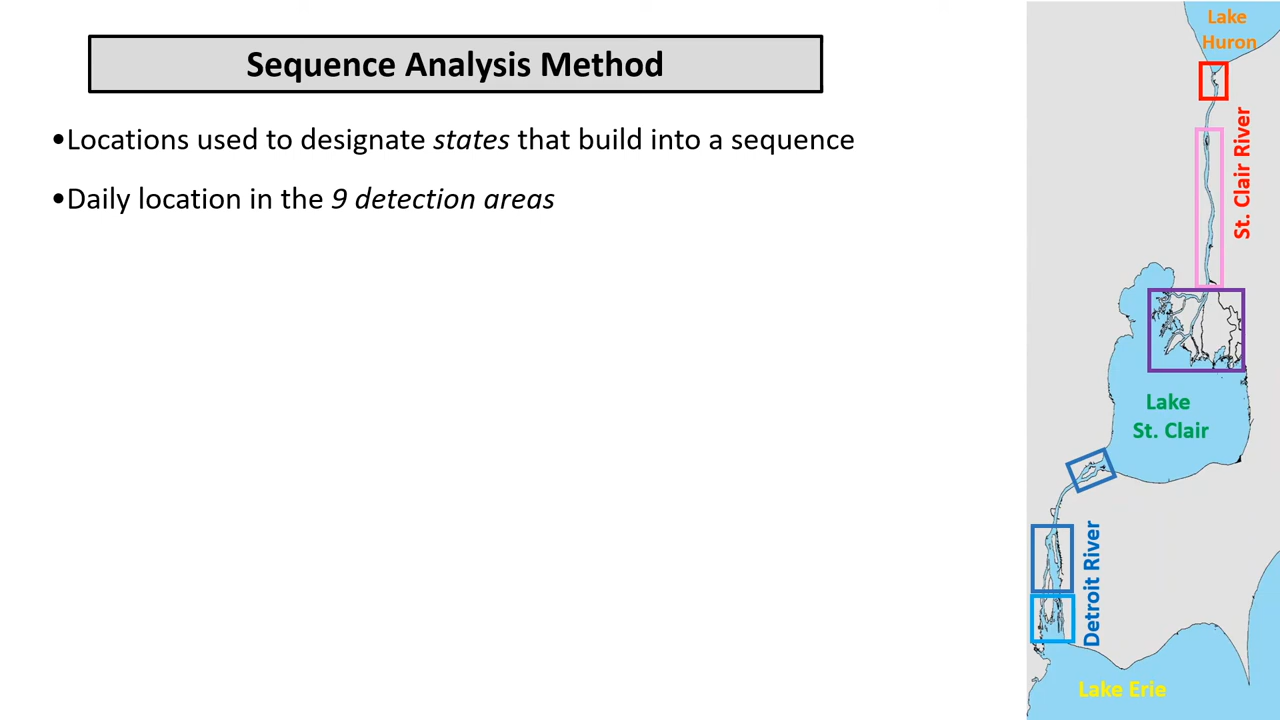 Sequence Analysis Method
•Locations used to designate states that build into a sequence
•Daily location in the 9 detection areas
Lake
Huron
St. Clair River
Lake
St. Clair
Detroit River
Lake Erie